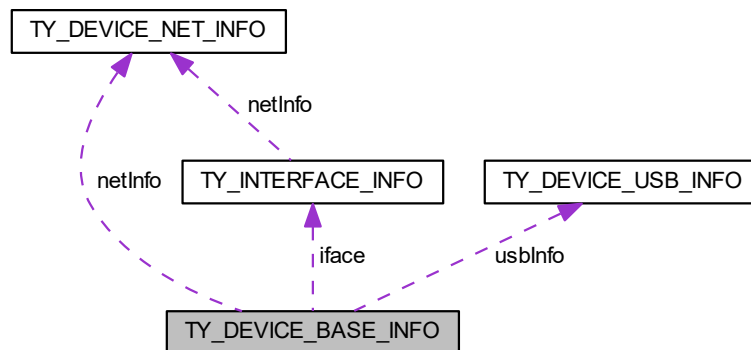 TY_DEVICE_NET_INFO
netInfo
netInfo
TY_INTERFACE_INFO
TY_DEVICE_USB_INFO
iface
usbInfo
TY_DEVICE_BASE_INFO